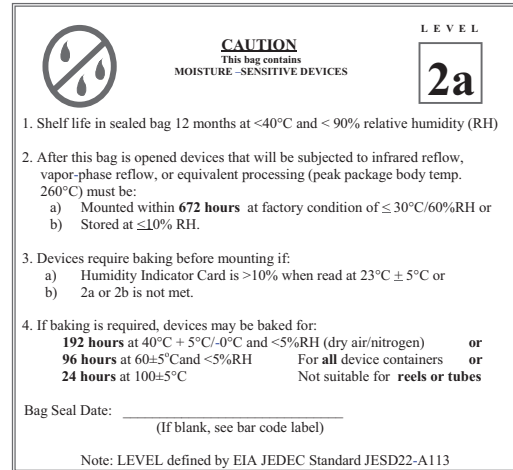 LEVEL
CAUTION
This bag contains
MOISTURE –SENSITIVE DEVICES
2a
1. Shelf life in sealed bag 12 months at <40°C and < 90% relative humidity (RH)
2. After this bag is opened devices that will be subjected to infrared reflow,
vapor-phase reflow, or equivalent processing (peak package body temp.
260°C) must be:
a) Mounted within 672 hours at factory condition of ≤ 30°C/60%RH or
b) Stored at ≤10% RH.
3. Devices require baking before mounting if:
a) Humidity Indicator Card is >10% when read at 23°C ± 5°C or
b) 2a or 2b is not met.
4. If baking is required, devices may be baked for:
192 hours at 40°C + 5°C/-0°C and <5%RH (dry air/nitrogen) or
96 hours at 60±5°Cand <5%RH For all device containers or
24 hours at 100±5°C Not suitable for reels or tubes
Bag Seal Date: ______________________________
(If blank, see bar code label)
Note: LEVEL defined by EIA JEDEC Standard JESD22-A113